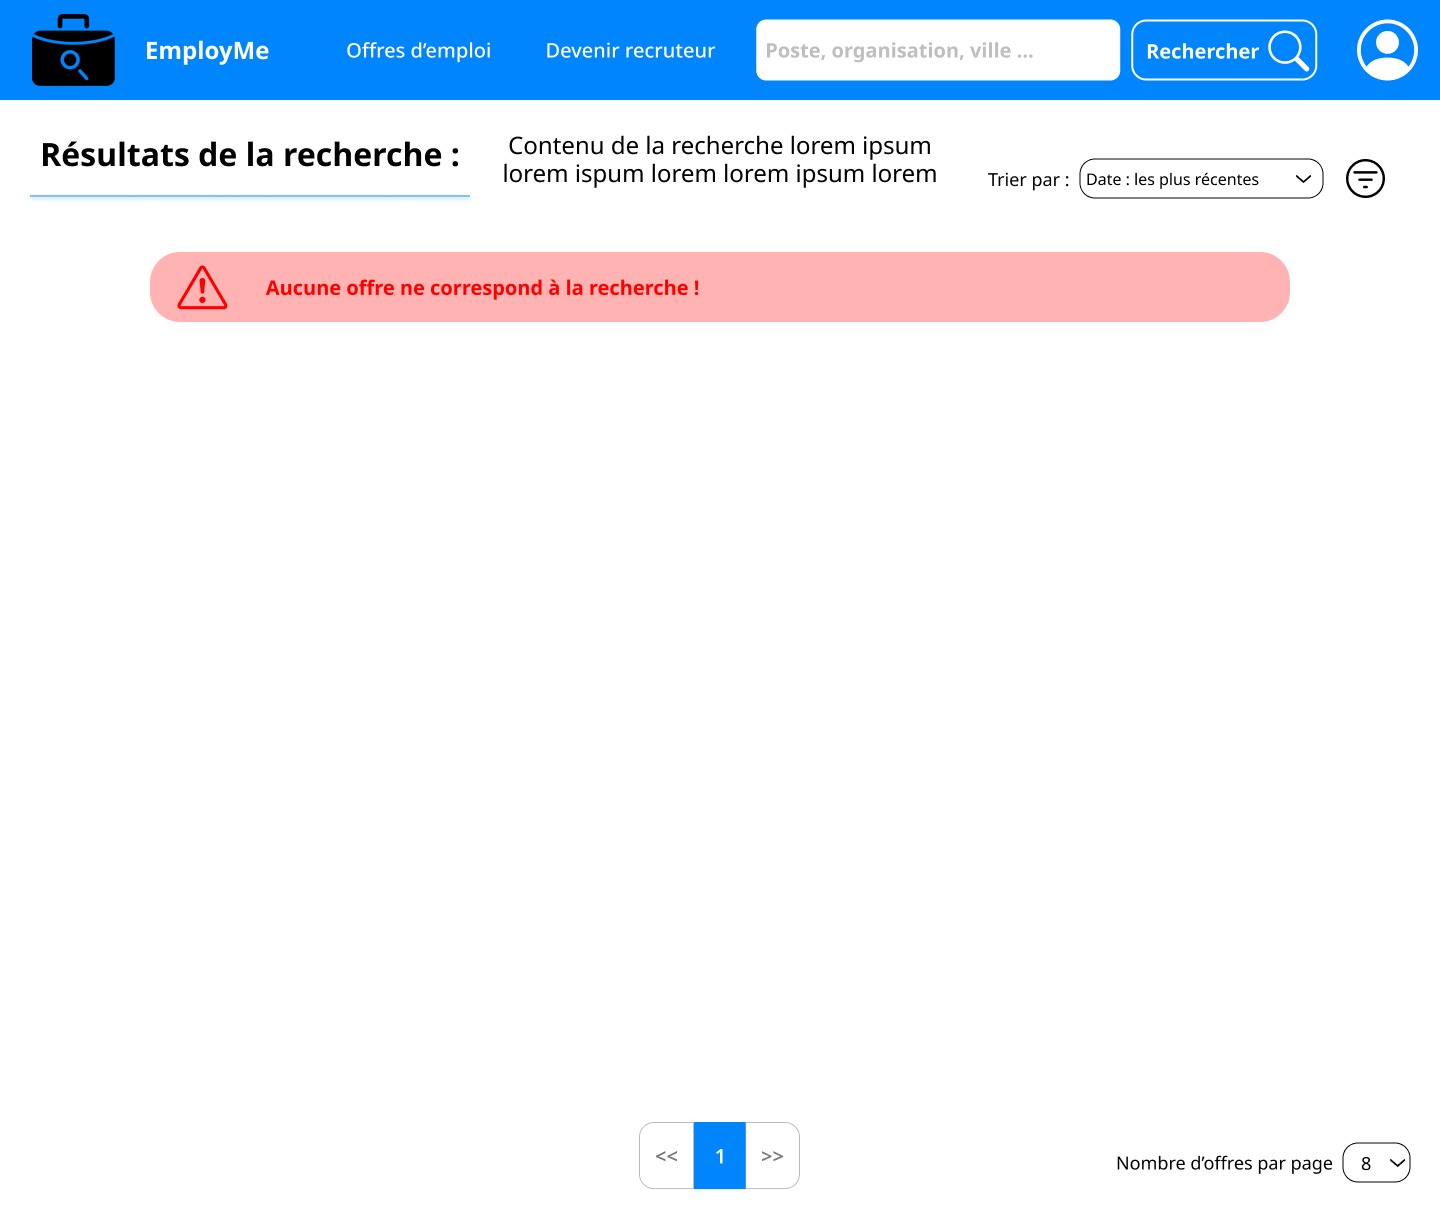 EmployMe
Offres d’emploi
Devenir recruteur
Poste, organisation, ville ...
Rechercher
Résultats de la recherche :
Contenu de la recherche lorem ipsum
lorem ispum lorem lorem ipsum lorem
Trier par :
Date : les plus récentes
Aucune offre ne correspond à la recherche !
<<
1
>>
Nombre d’offres par page
8